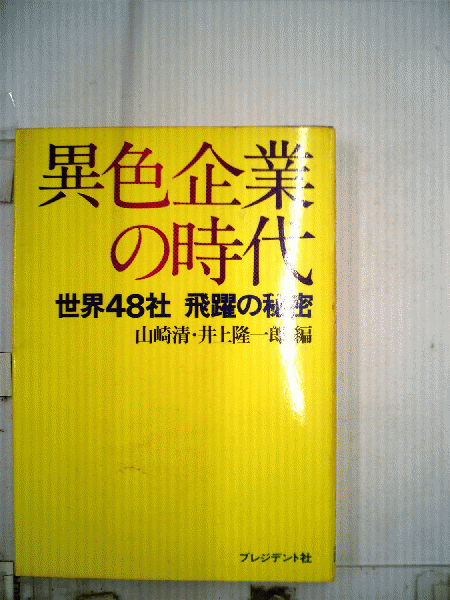 異色企業
の時代
世界48社 飛躍の秘密
山崎清・井上隆一郎 編
プレジデント社